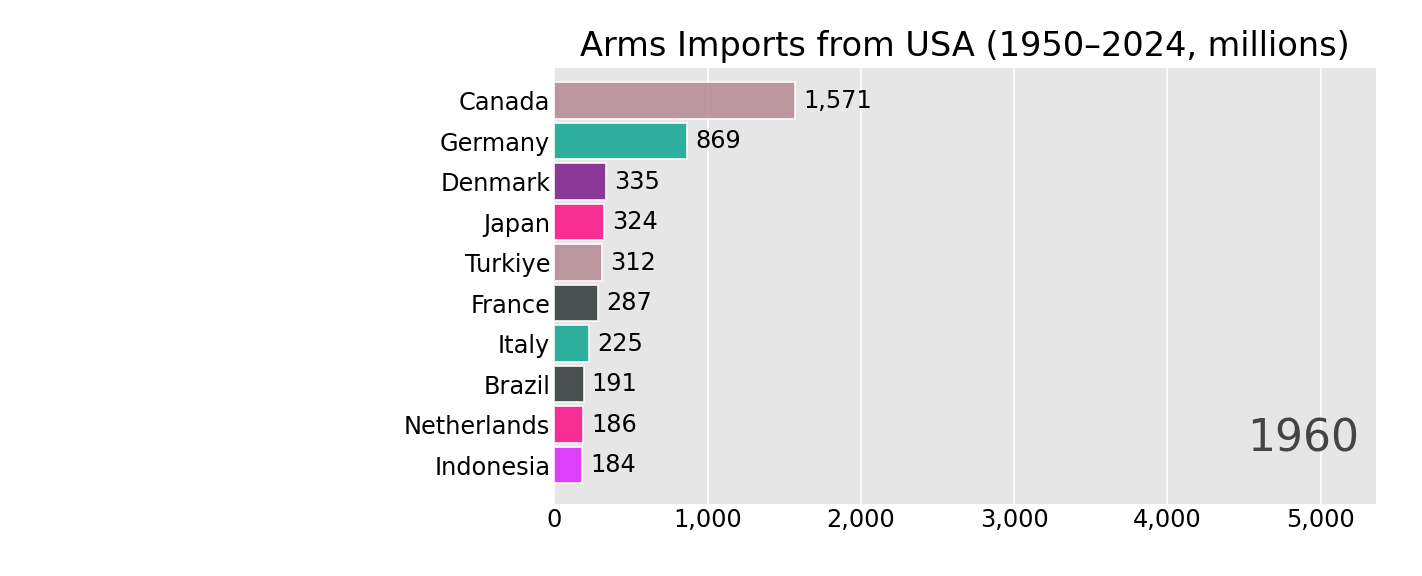 Arms Imports from USA (1950–2024, millions)
Canada 1,571
Germany 869
Denmark 335
Japan 324
Turkiye 312
France 287
Italy 225
Brazil 191
Netherlands 186
Indonesia 184
1960
0 1,000 2,000 3,000 4,000 5,000